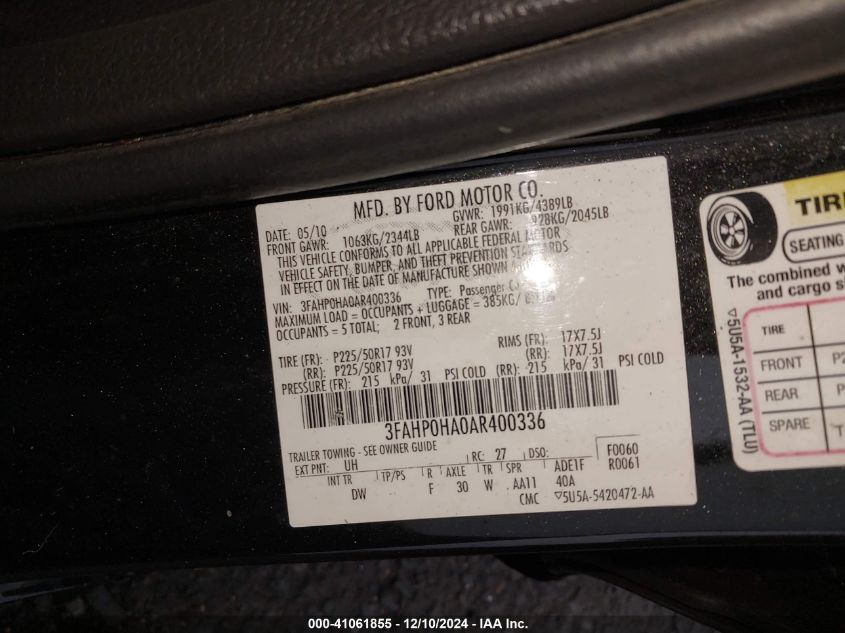 MFD. BY FORD MOTOR CO.
DATE: 05/10 GVWR: 1991KG/4389LB
FRONT GAWR: 1063KG/2344LB REAR GAWR: 928KG/2045LB
THIS VEHICLE CONFORMS TO ALL APPLICABLE FEDERAL MOTOR
VEHICLE SAFETY, BUMPER, AND THEFT PREVENTION STANDARDS
IN EFFECT ON THE DATE OF MANUFACTURE SHOWN
VIN: 3FAHP0HA0AR400336 TYPE: Passenger
MAXIMUM LOAD = OCCUPANTS + LUGGAGE = 385KG/
OCCUPANTS = 5 TOTAL; 2 FRONT, 3 REAR
TIRE (FR): P225/50R17 93V RIMS (FR): 17X7.5J
(RR): P225/50R17 93V (RR): 17X7.5J
PRESSURE (FR): 215 kPa/ 31 PSI COLD (RR): 215 kPa/ 31 PSI COLD
3FAHP0HA0AR400336
TRAILER TOWING - SEE OWNER GUIDE
EXT PNT: UH RC: 27 DSO: F0060
R0061
INT TR TP/PS R AXLE TR SPR ADE1F
DW F 30 W AA11 40A
CMC ▽5U5A-5420472-AA
TIR
SEATING
The combined w
and cargo s
TIRE
FRONT P2
REAR P
SPARE T
▽5U5A-1532-AA (TLU)
000-41061855 — 12/10/2024 — IAA Inc.